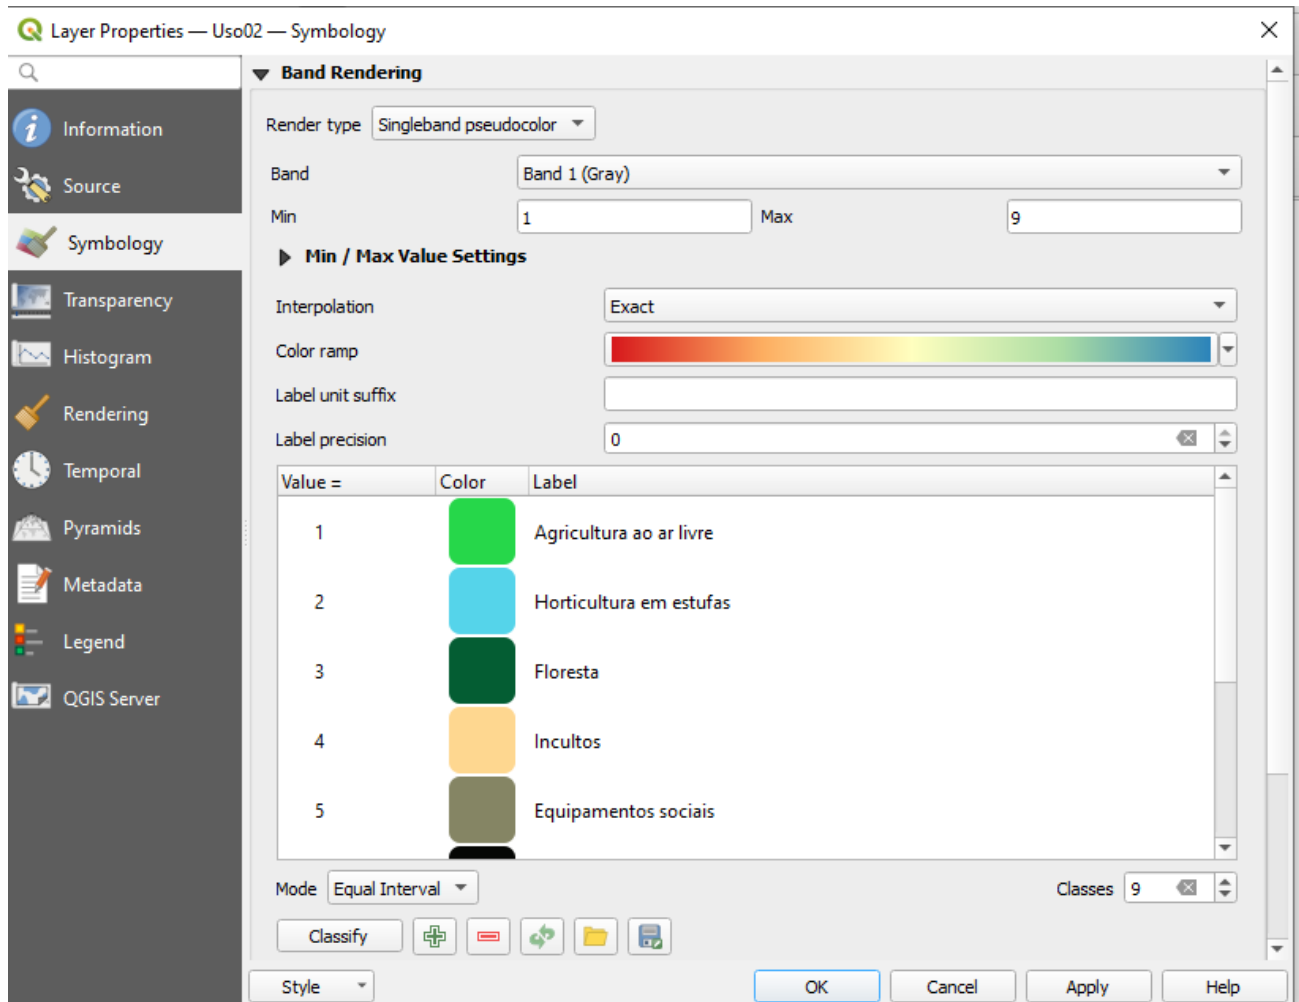 Layer Properties — Uso02 — Symbology
Information
Source
Symbology
Transparency
Histogram
Rendering
Temporal
Pyramids
Metadata
Legend
QGIS Server
Band Rendering
Render type Singleband pseudocolor
Band Band 1 (Gray)
Min 1 Max 9
Min / Max Value Settings
Interpolation Exact
Color ramp
Label unit suffix
Label precision 0
Value = Color Label
1 Agricultura ao ar livre
2 Horticultura em estufas
3 Floresta
4 Incultos
5 Equipamentos sociais
Mode Equal Interval Classes 9
Classify
Style OK Cancel Apply Help